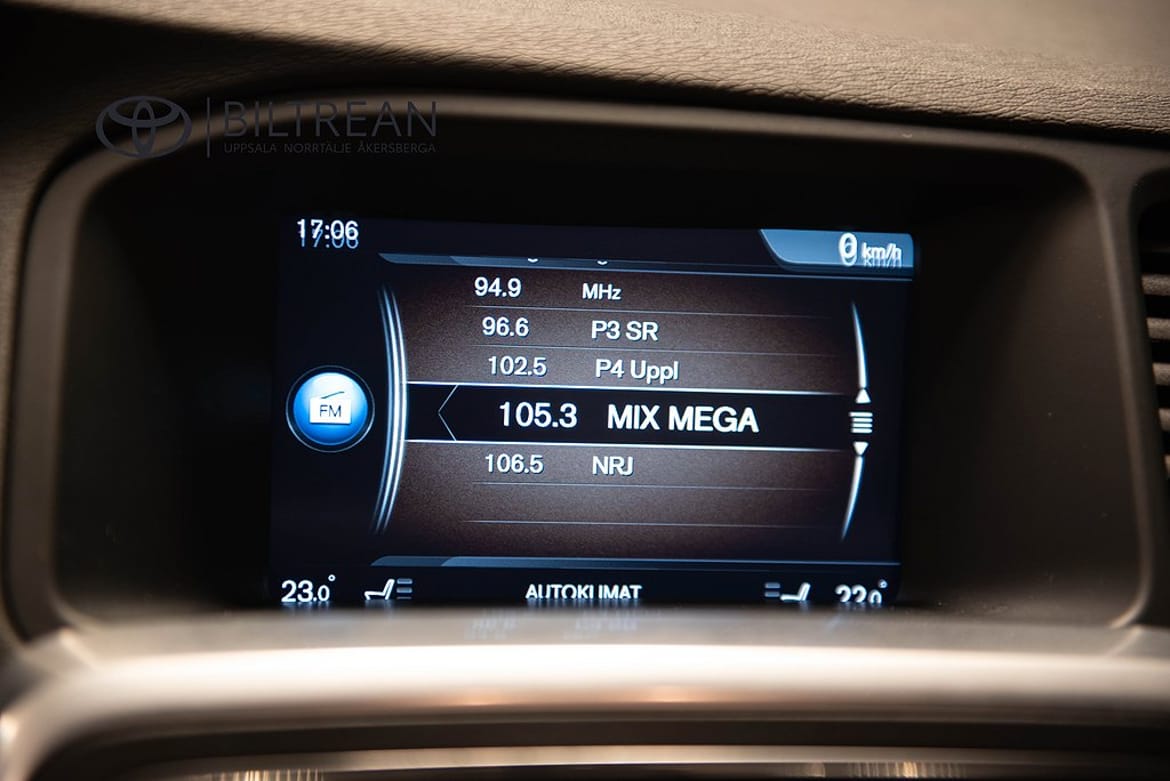 BILTREAN
UPPSALA NORRTÄLJE ÅKERSBERGA
17:06
0 km/h
94.9 MHz
96.6 P3 SR
102.5 P4 Uppl
105.3 MIX MEGA
106.5 NRJ
FM
23.0°
AUTOKLIMAT
22.0°